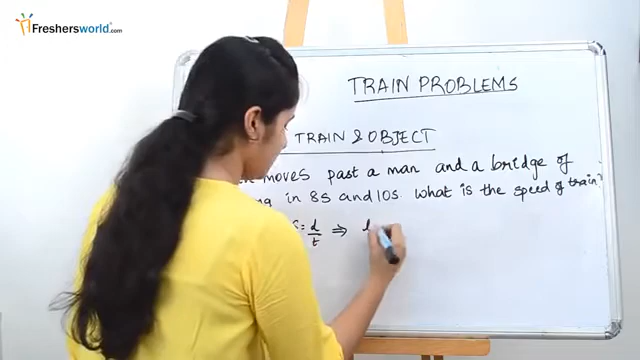 Freshersworld.com
TRAIN PROBLEMS
TRAIN & OBJECT
moves past a man and a bridge of
in 8s and 10s. What is the speed of train?
S = d/t ⇒